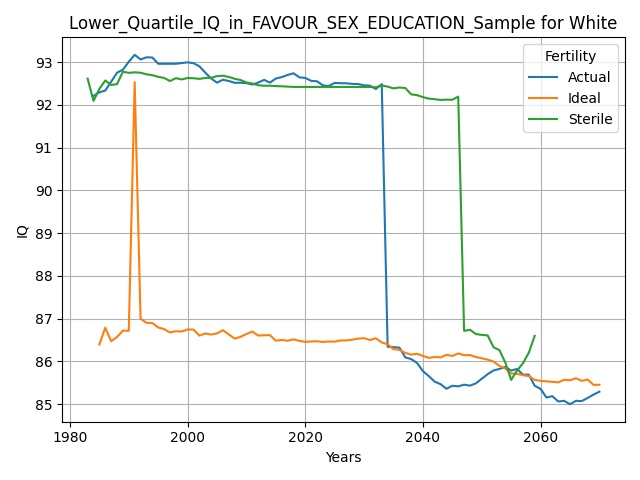 Lower_Quartile_IQ_in_FAVOUR_SEX_EDUCATION_Sample for White
Fertility
Actual
Ideal
Sterile
93
92
91
90
89
88
87
86
85
IQ
1980
2000
2020
2040
2060
Years